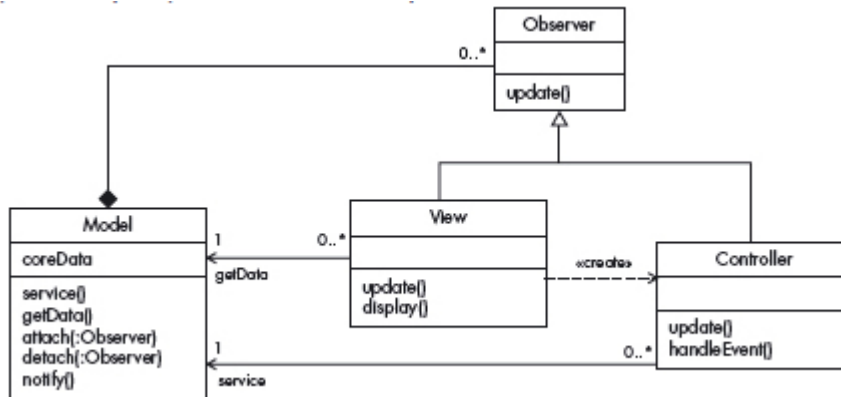 Observer
0..*
update()
Model
View
1
0..*
coreData
«create»
Controller
getData
service()
update()
getData()
display()
attach(:Observer)
1
update()
detach(:Observer)
0..*
handleEvent()
notify()
service